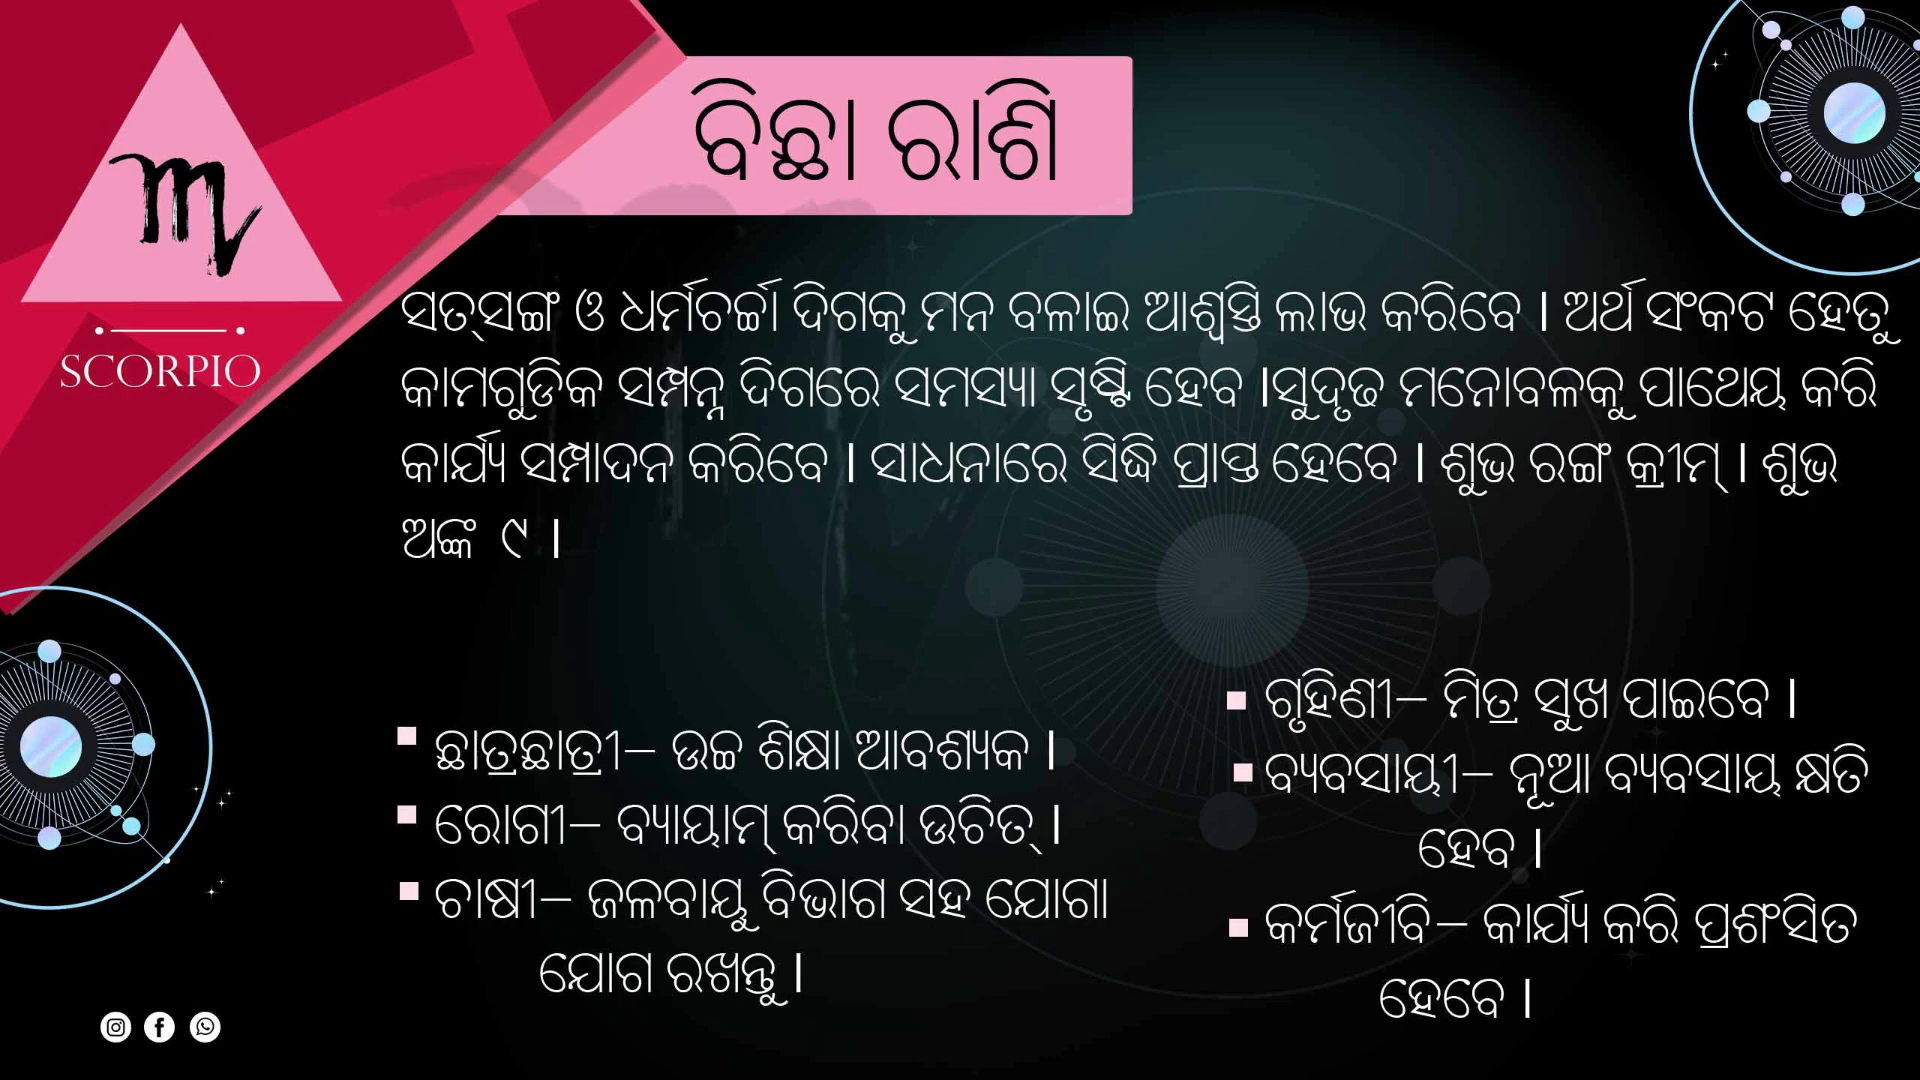 ବିଛା ରାଶି
SCORPIO
ସତ୍‌ସଙ୍ଗ ଓ ଧର୍ମଚର୍ଚ୍ଚା ଦିଗକୁ ମନ ବଳାଇ ଆଶ୍ୱସ୍ତି ଲାଭ କରିବେ । ଅର୍ଥ ସଂକଟ ହେତୁ
କାମଗୁଡିକ ସମ୍ପନ୍ନ ଦିଗରେ ସମସ୍ୟା ସୃଷ୍ଟି ହେବ ।ସୁଦୃଢ ମନୋବଳକୁ ପାଥେୟ କରି
କାର୍ଯ୍ୟ ସମ୍ପାଦନ କରିବେ । ସାଧନାରେ ସିଦ୍ଧି ପ୍ରାପ୍ତ ହେବେ । ଶୁଭ ରଙ୍ଗ କ୍ରୀମ୍ । ଶୁଭ
ଅଙ୍କ ୯ ।
ଛାତ୍ରଛାତ୍ରୀ– ଉଚ୍ଚ ଶିକ୍ଷା ଆବଶ୍ୟକ ।
ରୋଗୀ– ବ୍ୟାୟାମ୍ କରିବା ଉଚିତ୍ ।
ଚାଷୀ– ଜଳବାୟୁ ବିଭାଗ ସହ ଯୋଗା
ଯୋଗ ରଖନ୍ତୁ ।
ଗୃହିଣୀ– ମିତ୍ର ସୁଖ ପାଇବେ ।
ବ୍ୟବସାୟୀ– ନୂଆ ବ୍ୟବସାୟ କ୍ଷତି
ହେବ ।
କର୍ମଜୀବି– କାର୍ଯ୍ୟ କରି ପ୍ରଶଂସିତ
ହେବେ ।